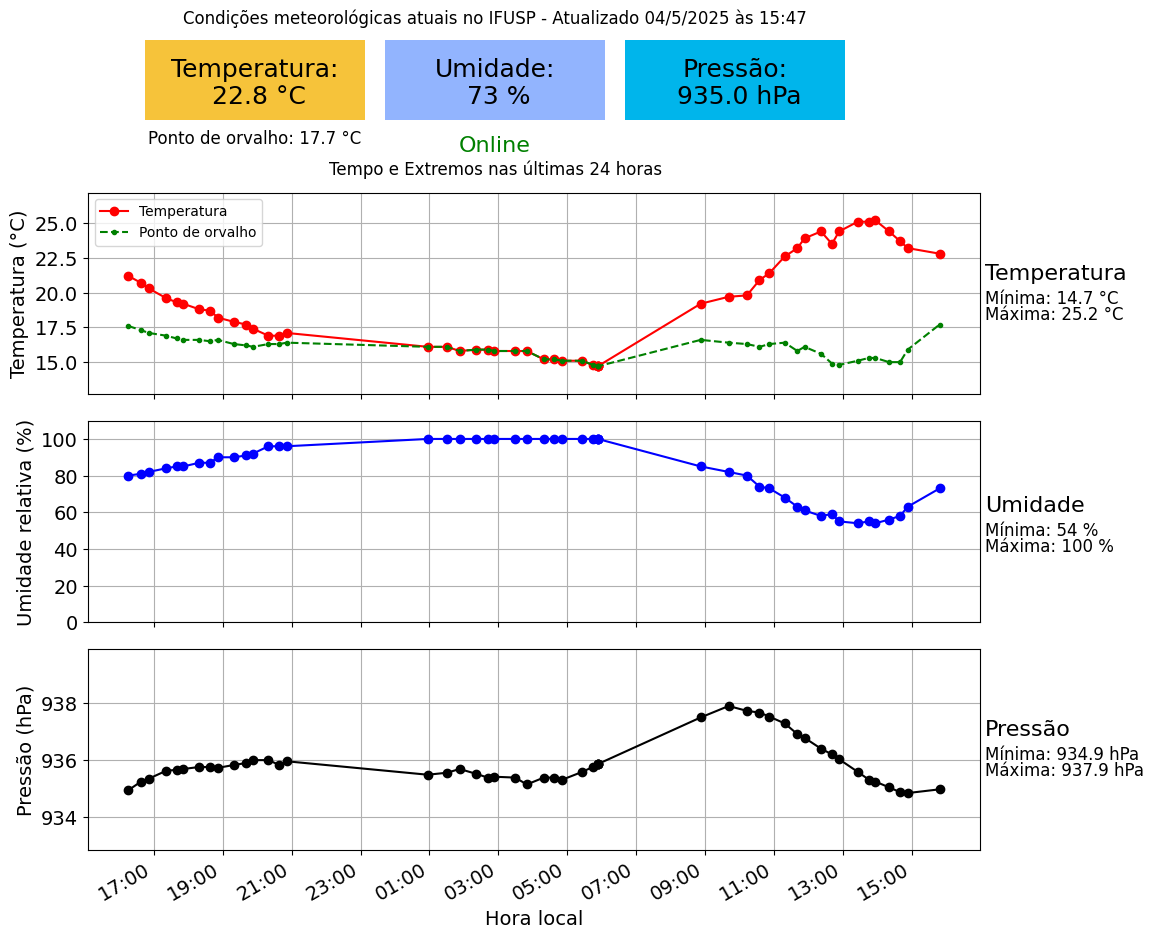 Condições meteorológicas atuais no IFUSP - Atualizado 04/5/2025 às 15:47
Temperatura:
22.8 °C
Umidade:
73 %
Pressão:
935.0 hPa
Ponto de orvalho: 17.7 °C
Online
Tempo e Extremos nas últimas 24 horas
Temperatura (°C)
25.0
22.5
20.0
17.5
15.0
Temperatura
Ponto de orvalho
Temperatura
Mínima: 14.7 °C
Máxima: 25.2 °C
Umidade relativa (%)
100
80
60
40
20
0
Umidade
Mínima: 54 %
Máxima: 100 %
Pressão (hPa)
938
936
934
Pressão
Mínima: 934.9 hPa
Máxima: 937.9 hPa
17:00 19:00 21:00 23:00 01:00 03:00 05:00 07:00 09:00 11:00 13:00 15:00
Hora local